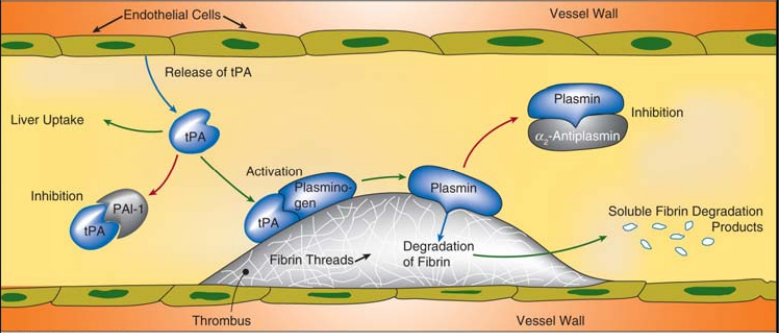 Endothelial Cells
Vessel Wall
Release of tPA
Liver Uptake
tPA
Plasmin
Inhibition
α2-Antiplasmin
Activation
Plasmino-
gen
Plasmin
Inhibition
PAI-1
tPA
tPA
Soluble Fibrin Degradation
Products
Fibrin Threads
Degradation
of Fibrin
Thrombus
Vessel Wall